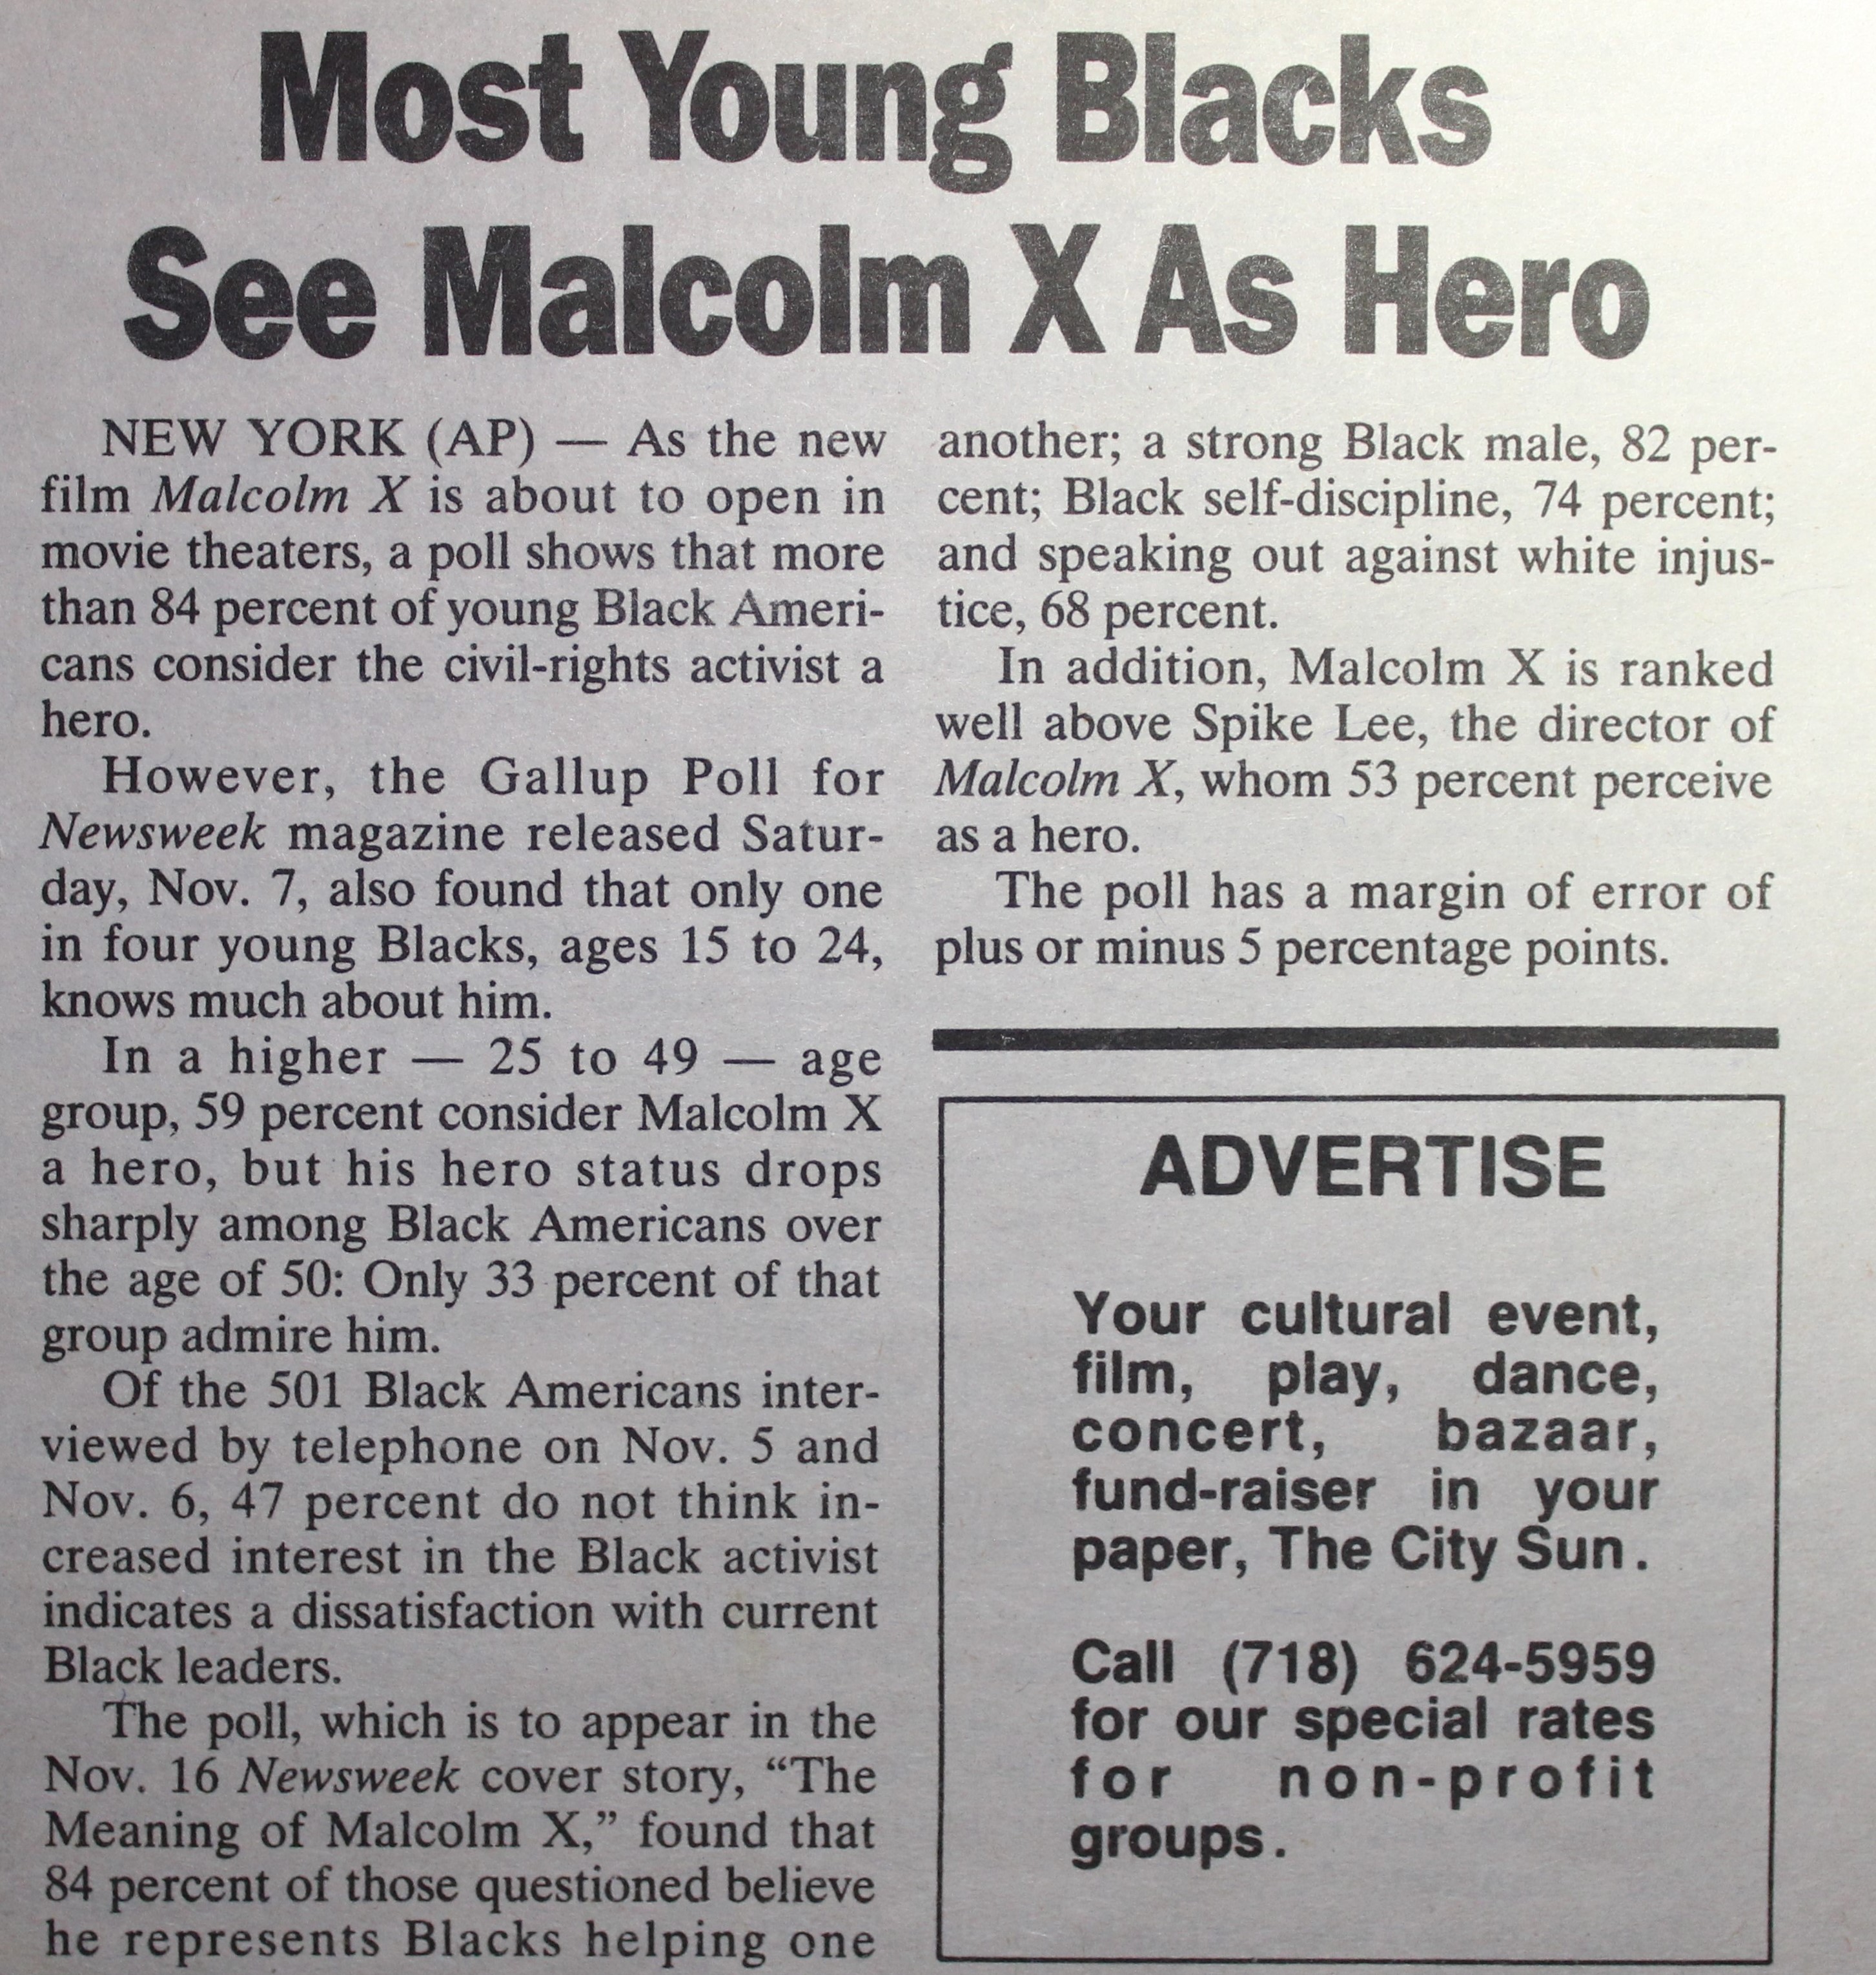 Most Young Blacks
See Malcolm X As Hero
NEW YORK (AP) — As the new
film Malcolm X is about to open in
movie theaters, a poll shows that more
than 84 percent of young Black Ameri-
cans consider the civil-rights activist a
hero.
However, the Gallup Poll for
Newsweek magazine released Satur-
day, Nov. 7, also found that only one
in four young Blacks, ages 15 to 24,
knows much about him.
In a higher — 25 to 49 — age
group, 59 percent consider Malcolm X
a hero, but his hero status drops
sharply among Black Americans over
the age of 50: Only 33 percent of that
group admire him.
Of the 501 Black Americans inter-
viewed by telephone on Nov. 5 and
Nov. 6, 47 percent do not think in-
creased interest in the Black activist
indicates a dissatisfaction with current
Black leaders.
The poll, which is to appear in the
Nov. 16 Newsweek cover story, “The
Meaning of Malcolm X,” found that
84 percent of those questioned believe
he represents Blacks helping one
another; a strong Black male, 82 per-
cent; Black self-discipline, 74 percent;
and speaking out against white injus-
tice, 68 percent.
In addition, Malcolm X is ranked
well above Spike Lee, the director of
Malcolm X, whom 53 percent perceive
as a hero.
The poll has a margin of error of
plus or minus 5 percentage points.
ADVERTISE
Your cultural event,
film, play, dance,
concert, bazaar,
fund-raiser in your
paper, The City Sun.
Call (718) 624-5959
for our special rates
for non-profit
groups.